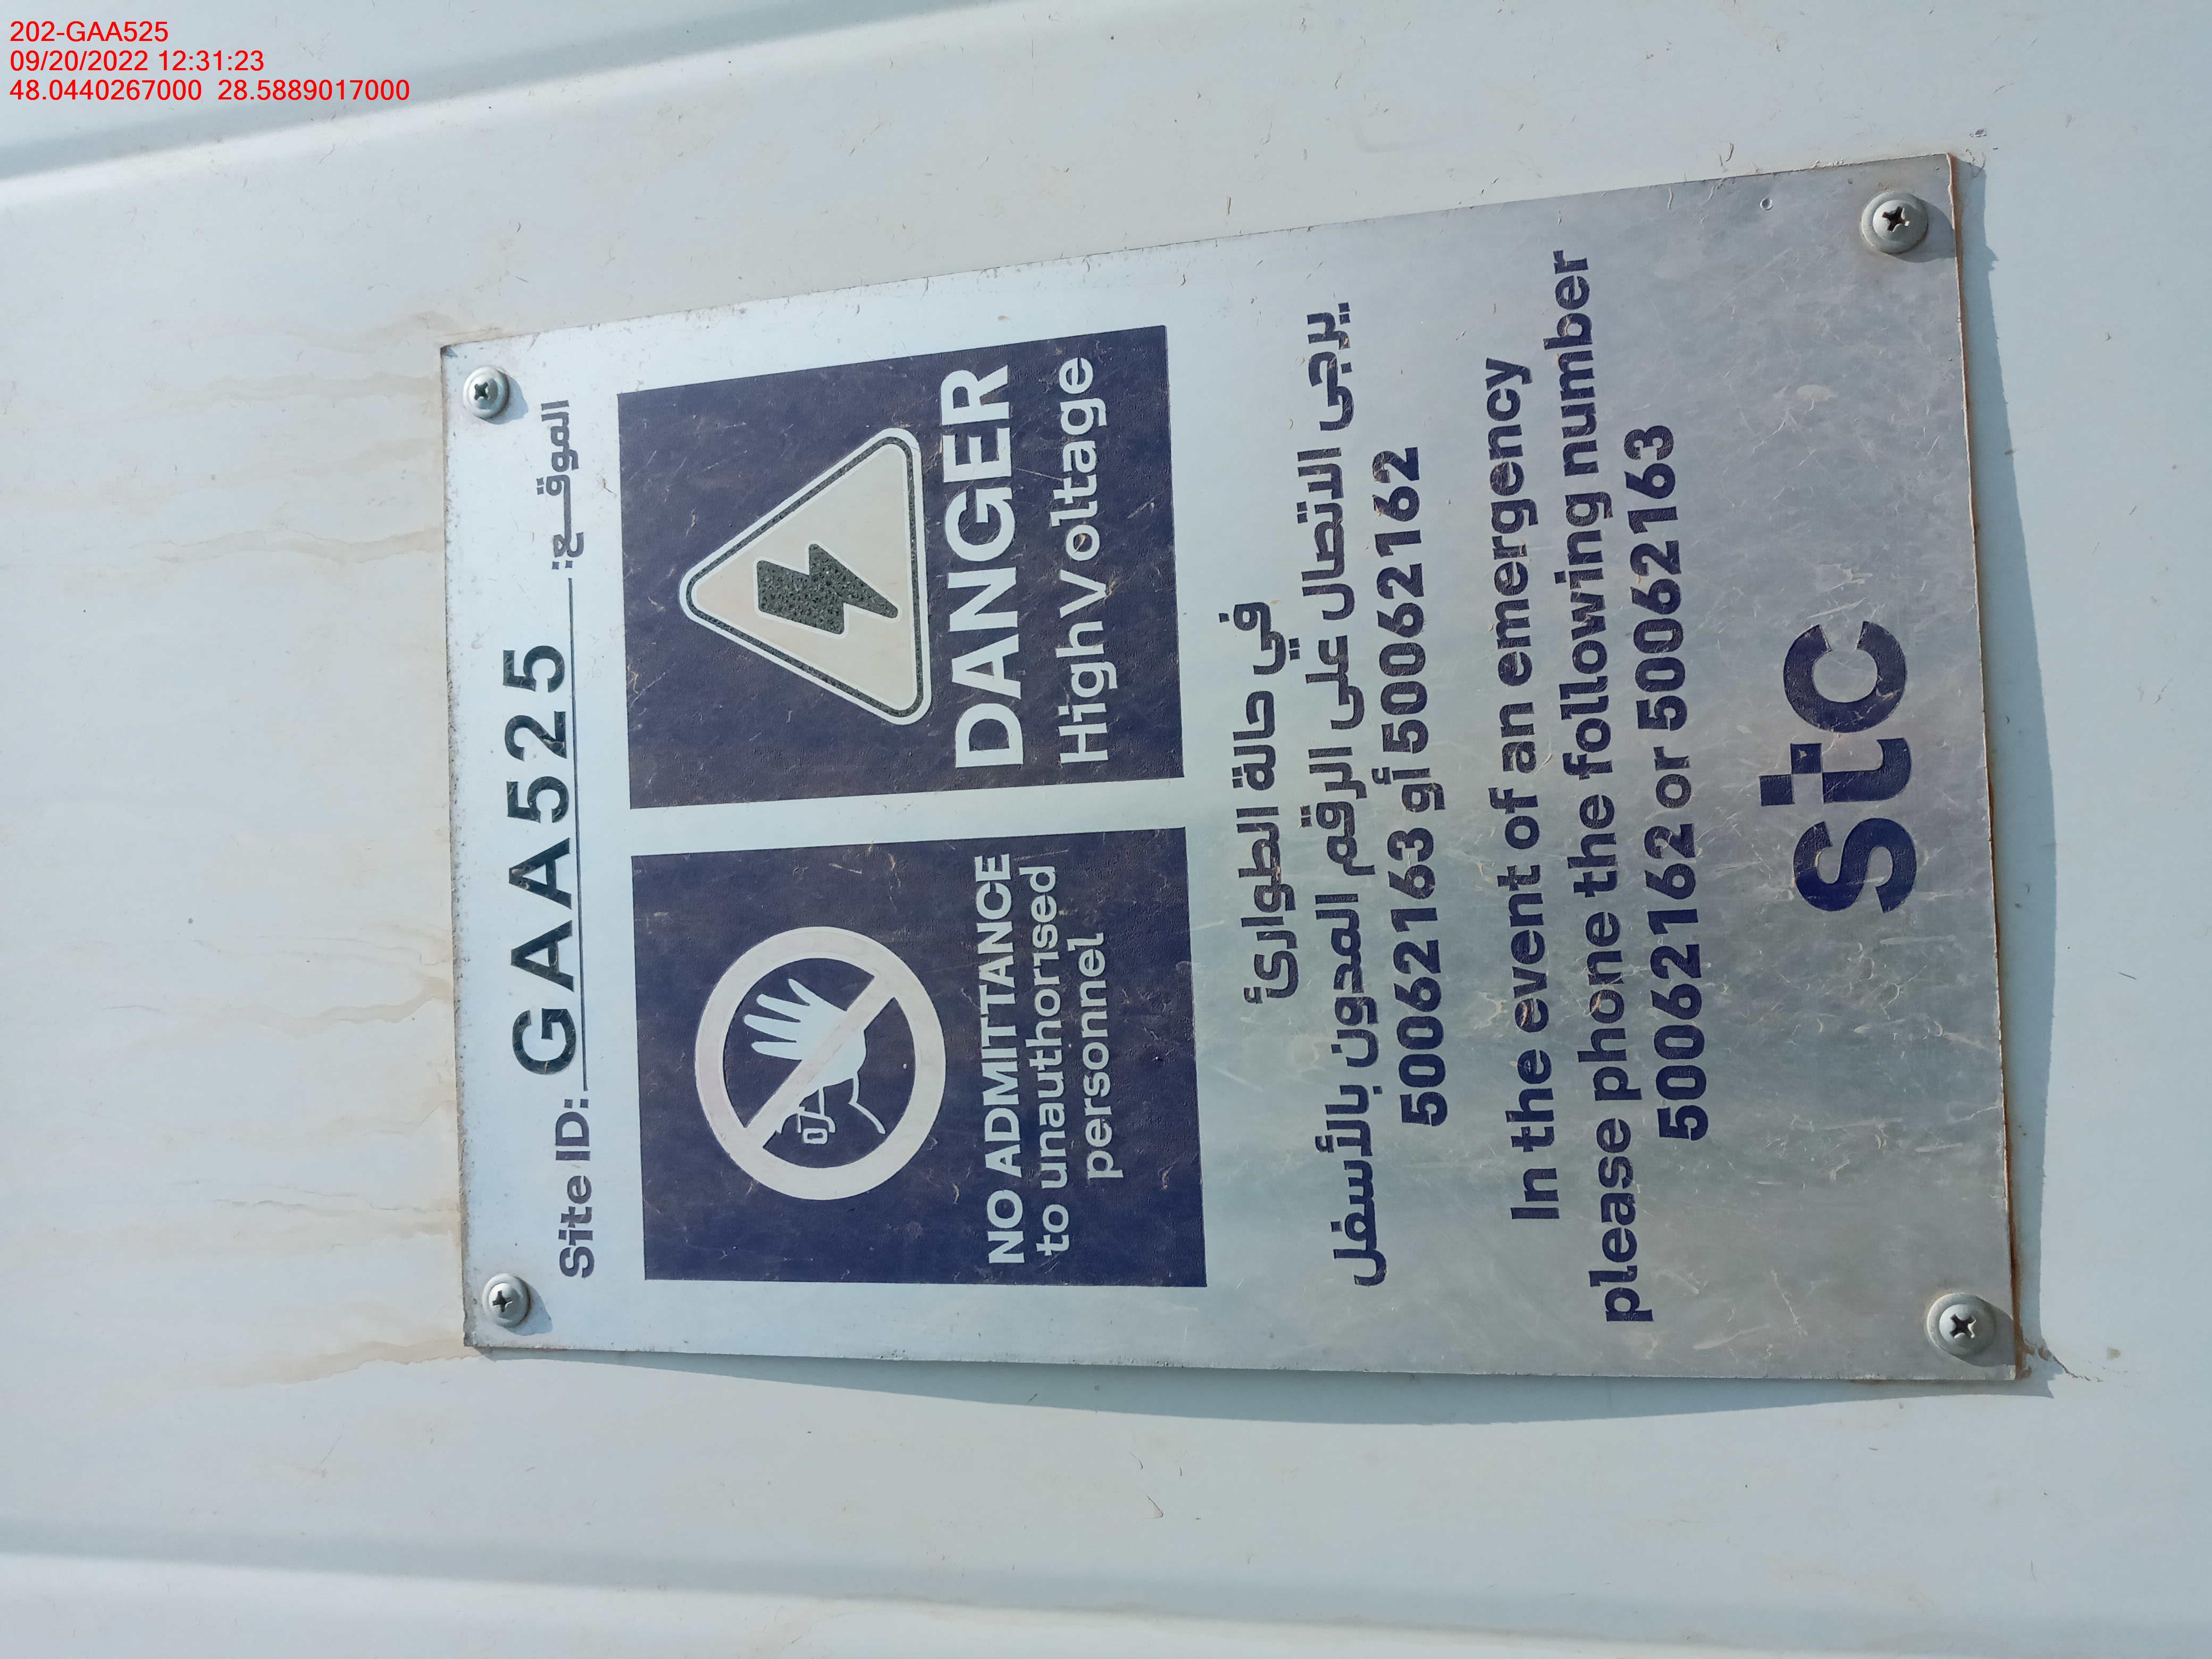 202-GAA525
09/20/2022 12:31:23
48.0440267000 28.5889017000
Site ID: GAA525 الموقـــع:
NO ADMITTANCE
to unauthorised
personnel
DANGER
High Voltage
في حالة الطوارئ
يرجى الاتصال على الرقم المدون بالأسفل
50062163 أو 50062162
In the event of an emergency
please phone the following number
50062162 or 50062163
stc